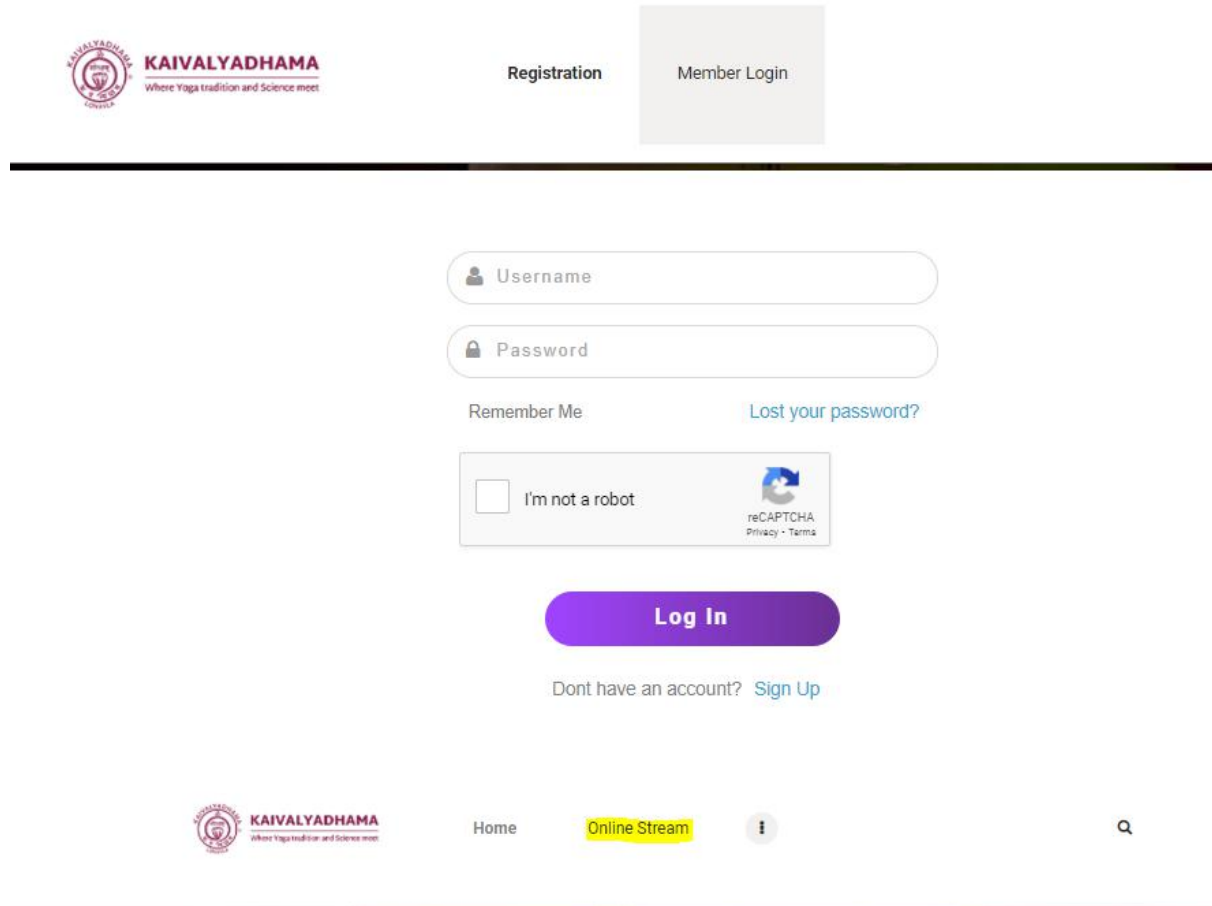 KAIVALYADHAMA
Where Yoga tradition and Science meet
Registration
Member Login
Username
Password
Remember Me
Lost your password?
I'm not a robot
reCAPTCHA
Privacy - Terms
Log In
Dont have an account? Sign Up
KAIVALYADHAMA
Where Yoga tradition and Science meet
Home
Online Stream